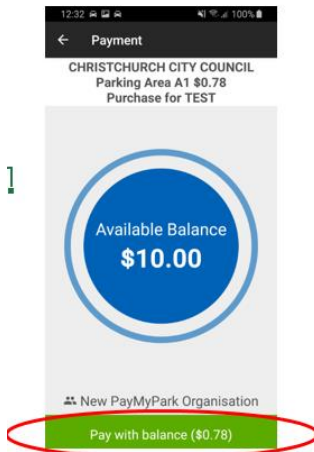 12:32 100%
Payment
CHRISTCHURCH CITY COUNCIL
Parking Area A1 $0.78
Purchase for TEST
Available Balance
$10.00
New PayMyPark Organisation
Pay with balance ($0.78)